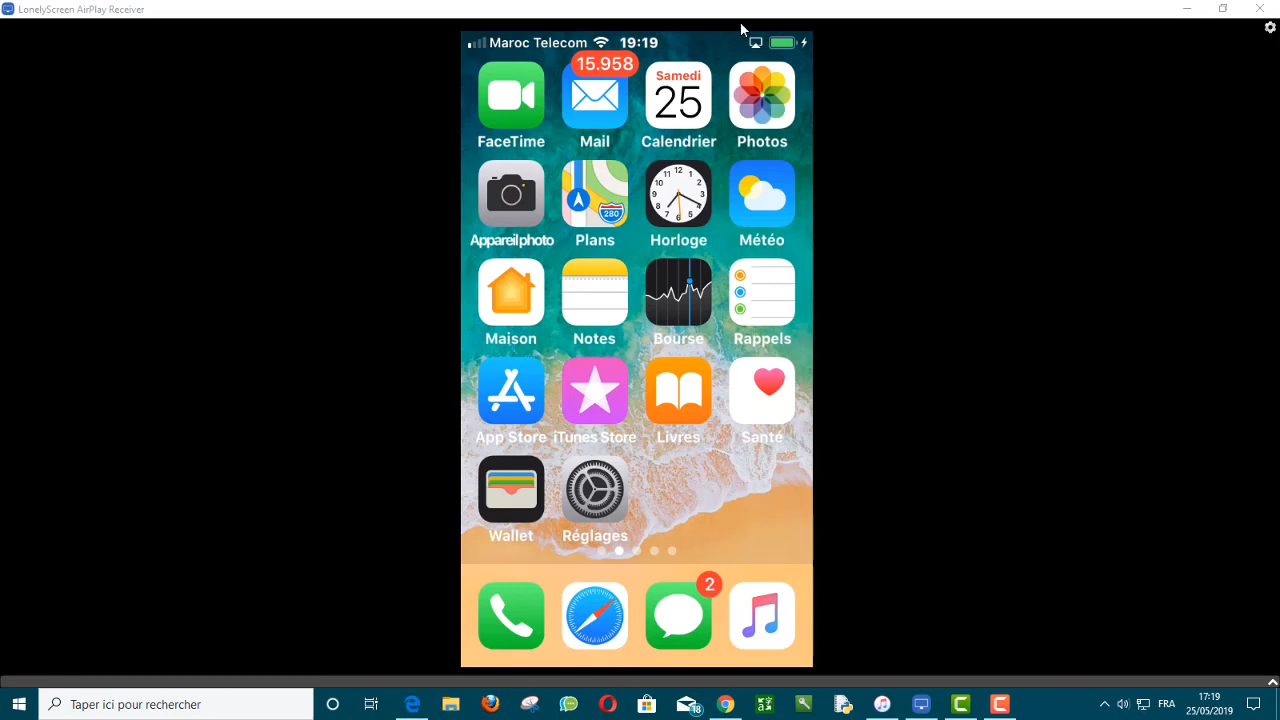 LonelyScreen AirPlay Receiver
Maroc Telecom 19:19
15.958
Samedi
25
FaceTime Mail Calendrier Photos
280
Appareil photo Plans Horloge Météo
Maison Notes Bourse Rappels
App Store iTunes Store Livres Santé
Wallet Réglages
2
Taper ici pour rechercher
18
FRA
17:19
25/05/2019